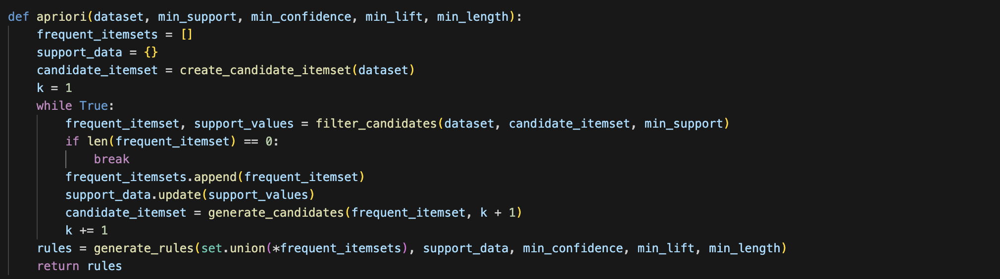 def apriori(dataset, min_support, min_confidence, min_lift, min_length):
    frequent_itemsets = []
    support_data = {}
    candidate_itemset = create_candidate_itemset(dataset)
    k = 1
    while True:
        frequent_itemset, support_values = filter_candidates(dataset, candidate_itemset, min_support)
        if len(frequent_itemset) == 0:
            break
        frequent_itemsets.append(frequent_itemset)
        support_data.update(support_values)
        candidate_itemset = generate_candidates(frequent_itemset, k + 1)
        k += 1
    rules = generate_rules(set.union(*frequent_itemsets), support_data, min_confidence, min_lift, min_length)
    return rules